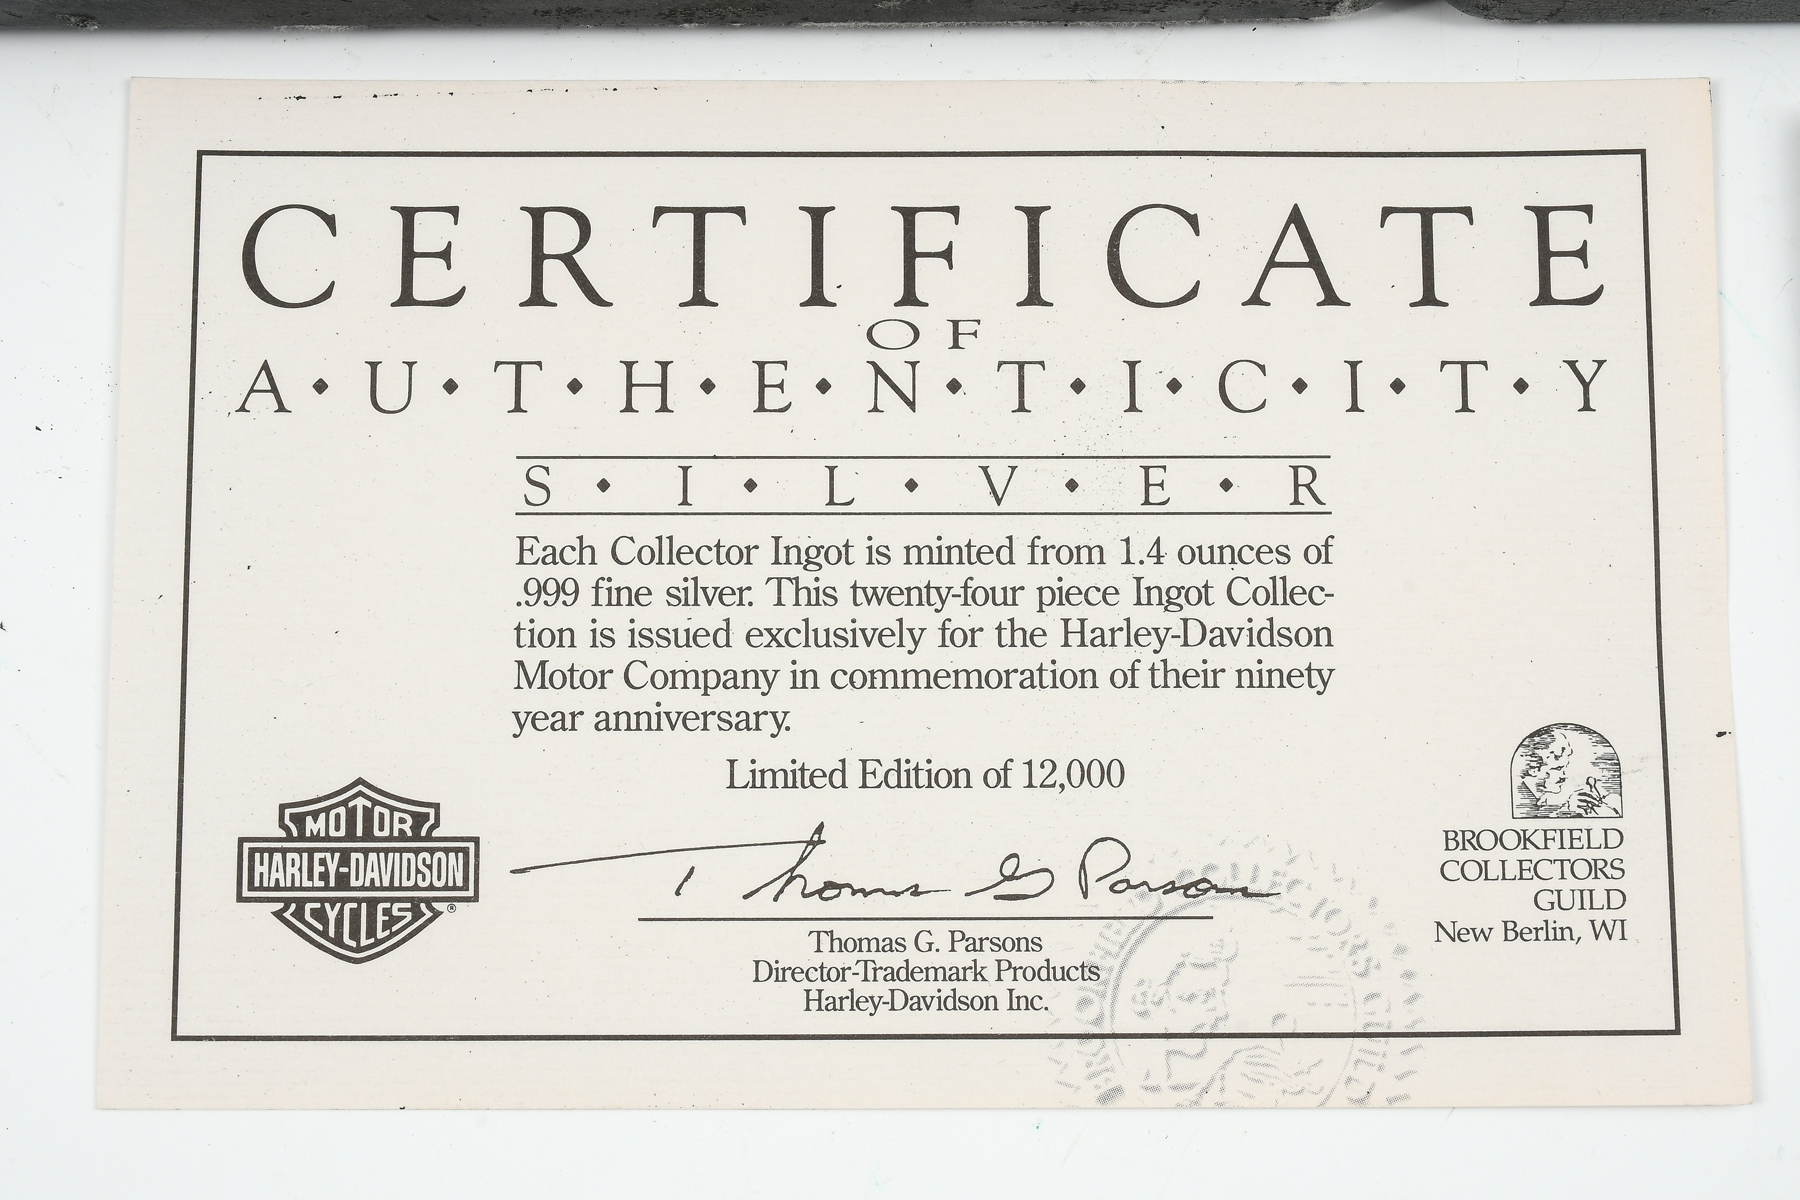 CERTIFICATE
OF
A•U•T•H•E•N•T•I•C•I•T•Y
S•I•L•V•E•R
Each Collector Ingot is minted from 1.4 ounces of
.999 fine silver. This twenty-four piece Ingot Collec-
tion is issued exclusively for the Harley-Davidson
Motor Company in commemoration of their ninety
year anniversary.
Limited Edition of 12,000
MOTOR
HARLEY-DAVIDSON
CYCLES ®
Thomas G Parsons
Thomas G. Parsons
Director-Trademark Products
Harley-Davidson Inc.
BROOKFIELD
COLLECTORS
GUILD
New Berlin, WI
COLLECTORS GUILD